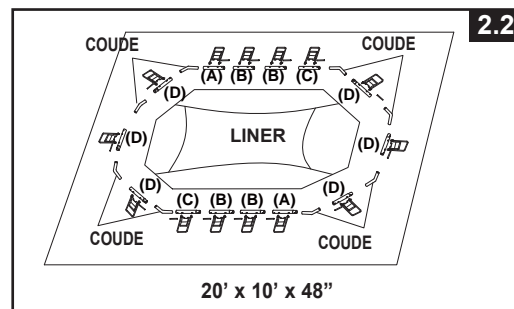 2.2
COUDE COUDE
(A) (B) (B) (C)
(D) (D)
(D) LINER (D)
(D) (D)
(C) (B) (B) (A)
COUDE COUDE
20’ x 10’ x 48”